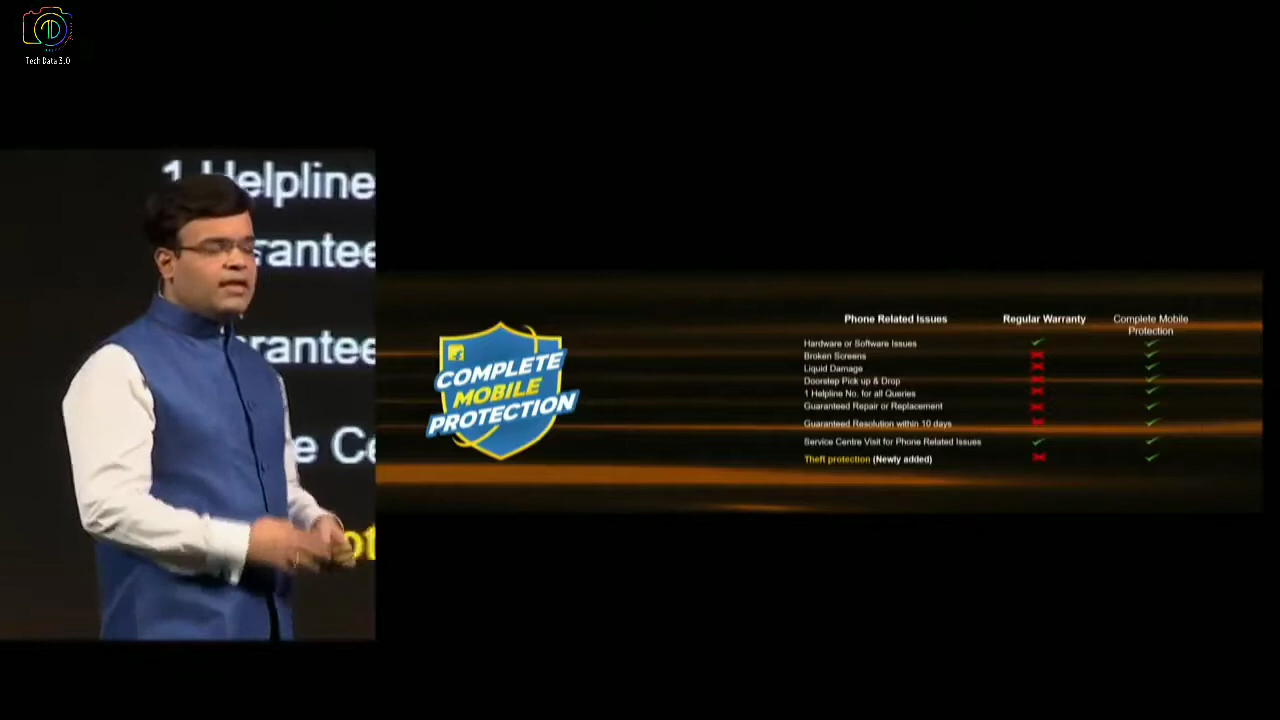 Tech Data 3.0
1 Helpline
rantee
rantee
e Ce
ot
COMPLETE
MOBILE
PROTECTION
Phone Related Issues Regular Warranty Complete Mobile Protection
Hardware or Software Issues
Broken Screens
Liquid Damage
Doorstep Pick up & Drop
1 Helpline No. for all Queries
Guaranteed Repair or Replacement
Guaranteed Resolution within 10 days
Service Centre Visit for Phone Related Issues
Theft protection (Newly added)